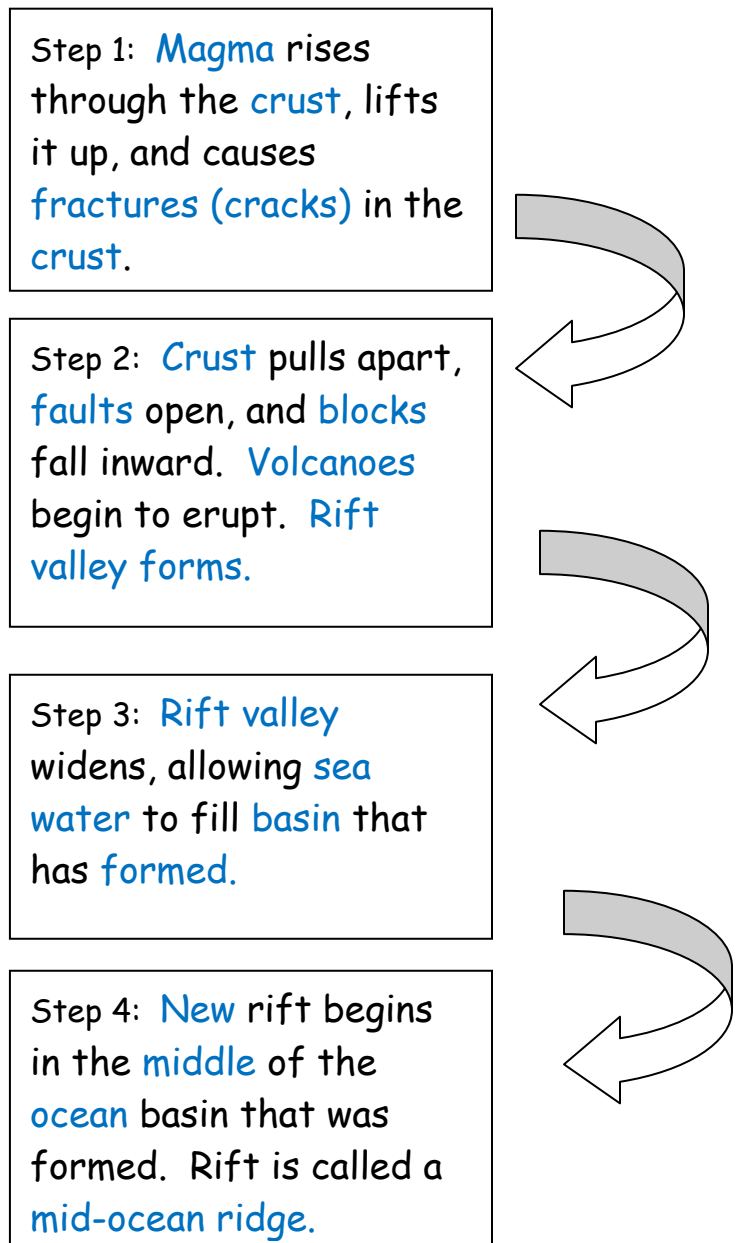 Step 1: Magma rises
through the crust, lifts
it up, and causes
fractures (cracks) in the
crust.
Step 2: Crust pulls apart,
faults open, and blocks
fall inward. Volcanoes
begin to erupt. Rift
valley forms.
Step 3: Rift valley
widens, allowing sea
water to fill basin that
has formed.
Step 4: New rift begins
in the middle of the
ocean basin that was
formed. Rift is called a
mid-ocean ridge.